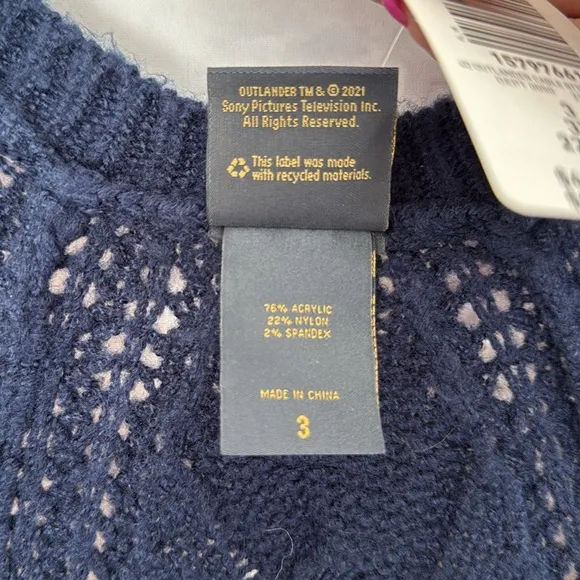 OUTLANDER TM & © 2021
Sony Pictures Television Inc.
All Rights Reserved.
This label was made
with recycled materials.
76% ACRYLIC
22% NYLON
2% SPANDEX
MADE IN CHINA
3